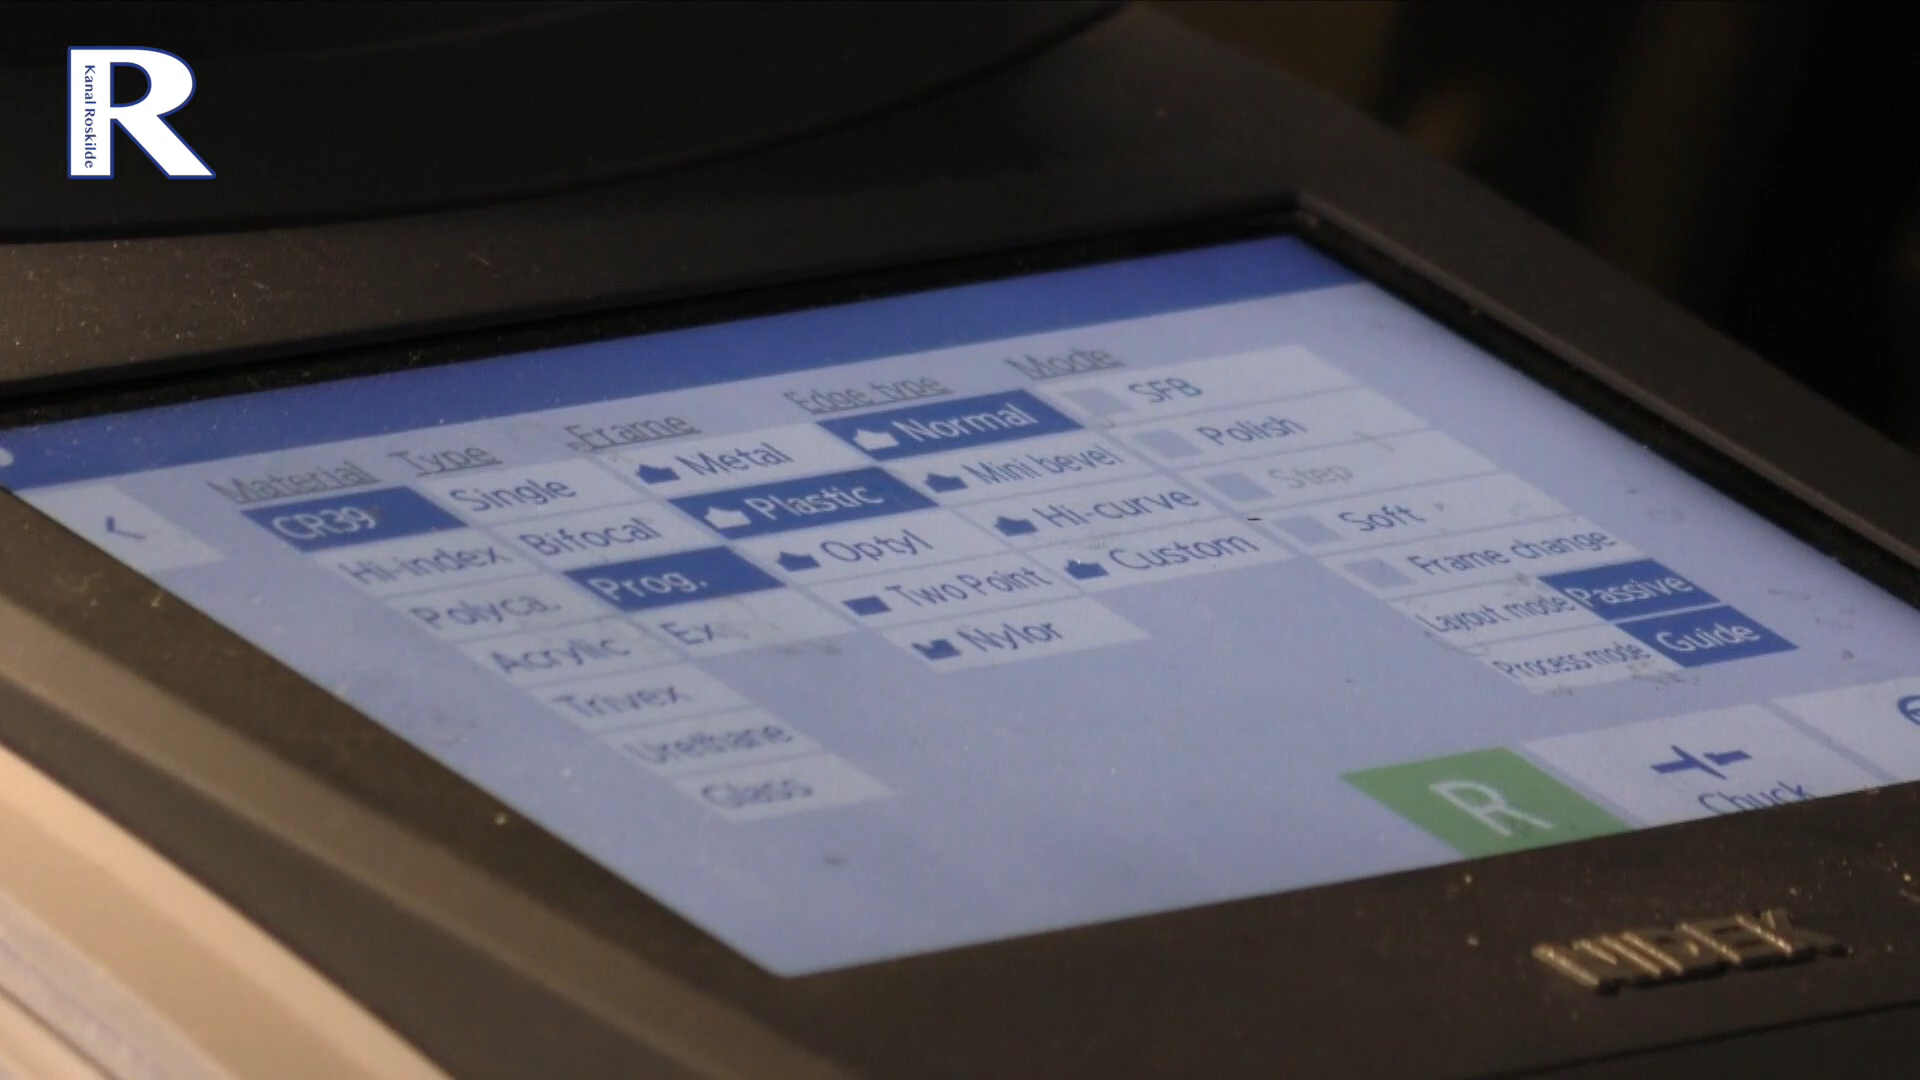 R
Kanal Roskilde
Material
CR39
Hi-index
Polyca.
Acrylic
Trivex
Urethane
Glass
Type
Single
Bifocal
Prog.
Ex
Frame
Metal
Plastic
Optyl
Two Point
Nylor
Edge type
Normal
Mini bevel
Hi-curve
Custom
Mode
SFB
Polish
Step
Soft
Frame change
Layout mode Passive
Process mode Guide
R
Chuck
NIDEK